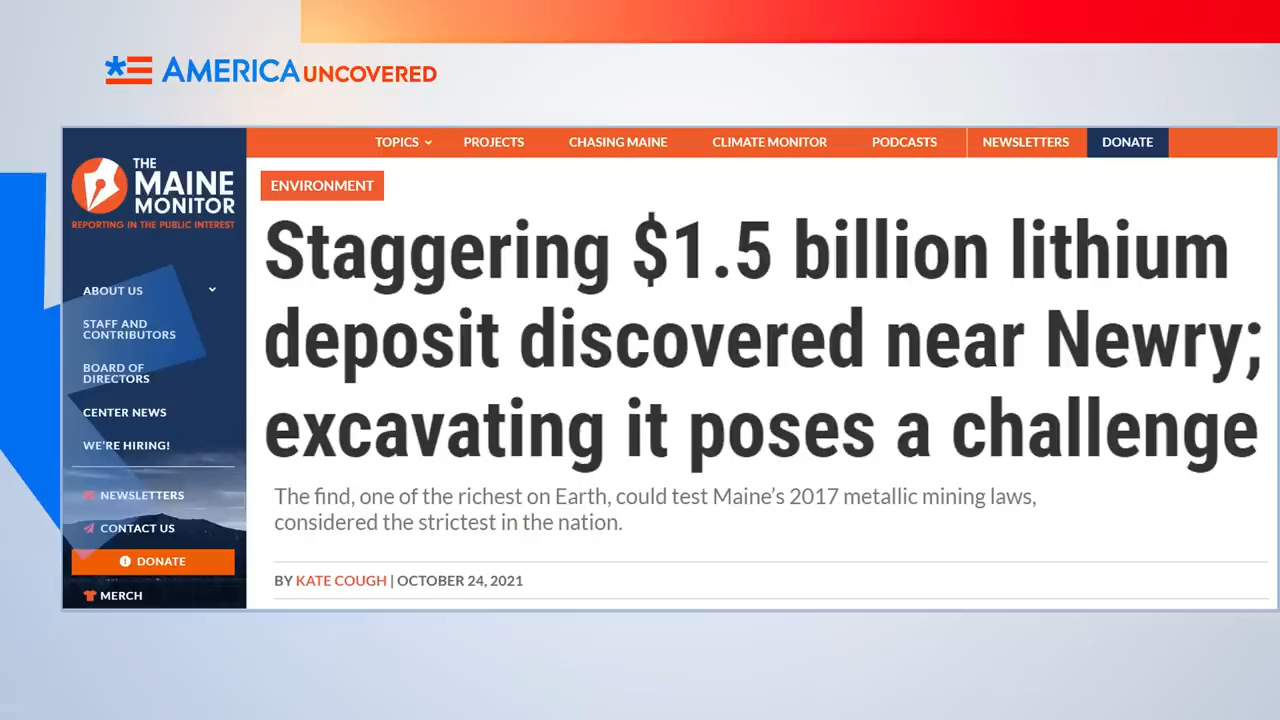 AMERICA UNCOVERED
TOPICS
PROJECTS
CHASING MAINE
CLIMATE MONITOR
PODCASTS
NEWSLETTERS
DONATE
THE
MAINE
MONITOR
REPORTING IN THE PUBLIC INTEREST
ABOUT US
STAFF AND
CONTRIBUTORS
BOARD OF
DIRECTORS
CENTER NEWS
WE'RE HIRING!
NEWSLETTERS
CONTACT US
DONATE
MERCH
ENVIRONMENT
Staggering $1.5 billion lithium
deposit discovered near Newry;
excavating it poses a challenge
The find, one of the richest on Earth, could test Maine's 2017 metallic mining laws,
considered the strictest in the nation.
BY KATE COUGH | OCTOBER 24, 2021